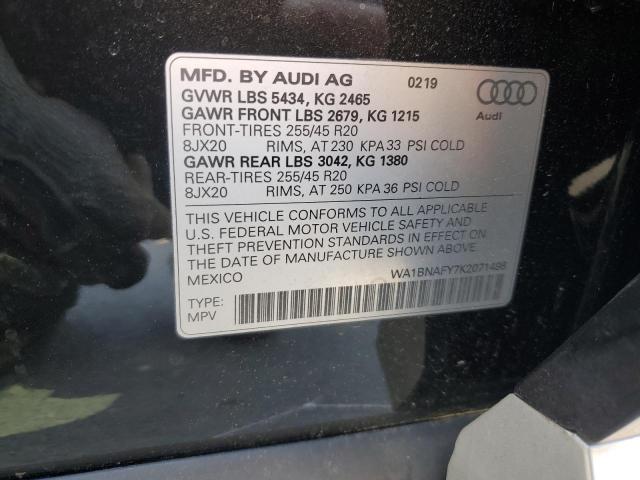 MFD. BY AUDI AG 0219
GVWR LBS 5434, KG 2465
GAWR FRONT LBS 2679, KG 1215
FRONT-TIRES 255/45 R20
8JX20 RIMS, AT 230 KPA 33 PSI COLD
GAWR REAR LBS 3042, KG 1380
REAR-TIRES 255/45 R20
8JX20 RIMS, AT 250 KPA 36 PSI COLD
Audi
THIS VEHICLE CONFORMS TO ALL APPLICABLE
U.S. FEDERAL MOTOR VEHICLE SAFETY AND
THEFT PREVENTION STANDARDS IN EFFECT ON
THE DATE OF MANUFACTURE SHOWN ABOVE.
MEXICO
WA1BNAFY7K2071498
TYPE:
MPV